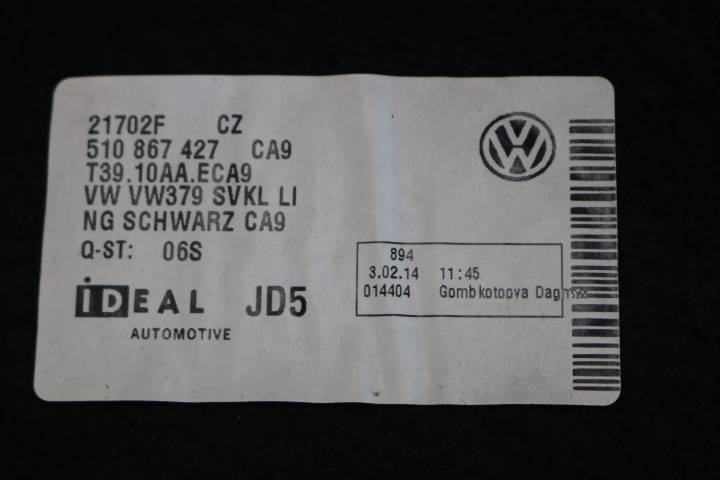 21702F CZ
510 867 427 CA9
T39.10AA.ECA9
VW VW379 SVKL LI
NG SCHWARZ CA9
Q-ST: 06S
iDEAL JD5
AUTOMOTIVE
VW
894
3.02.14 11:45
014404 Gombkotoova